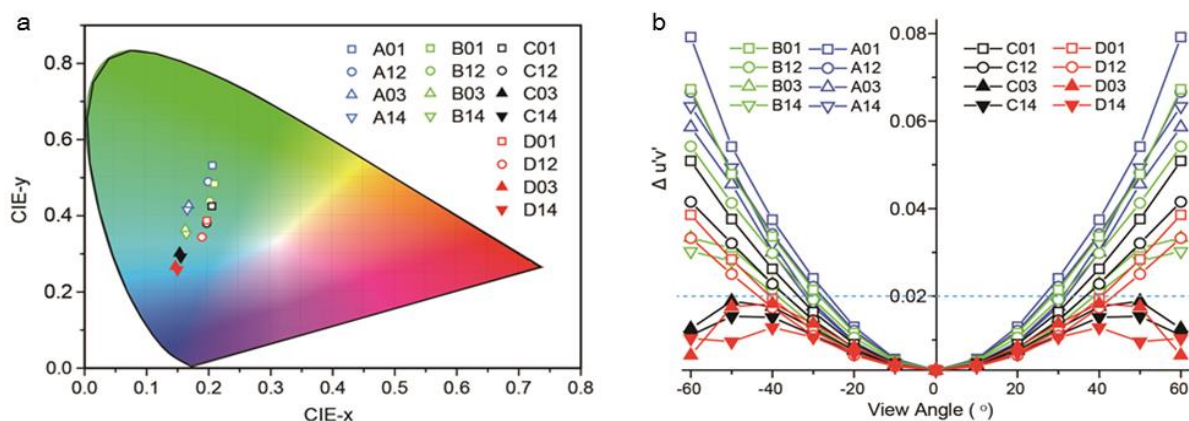 a
0.8
0.6
0.4
0.2
0.0
0.0 0.1 0.2 0.3 0.4 0.5 0.6 0.7 0.8
CIE-y
CIE-x
A01 B01 C01
A12 B12 C12
A03 B03 C03
A14 B14 C14
D01
D12
D03
D14
b
Δ u'v'
0.08
0.06
0.04
0.02
-60 -40 -20 0 20 40 60
View Angle ( º)
B01 A01
B12 A12
B03 A03
B14 A14
C01 D01
C12 D12
C03 D03
C14 D14